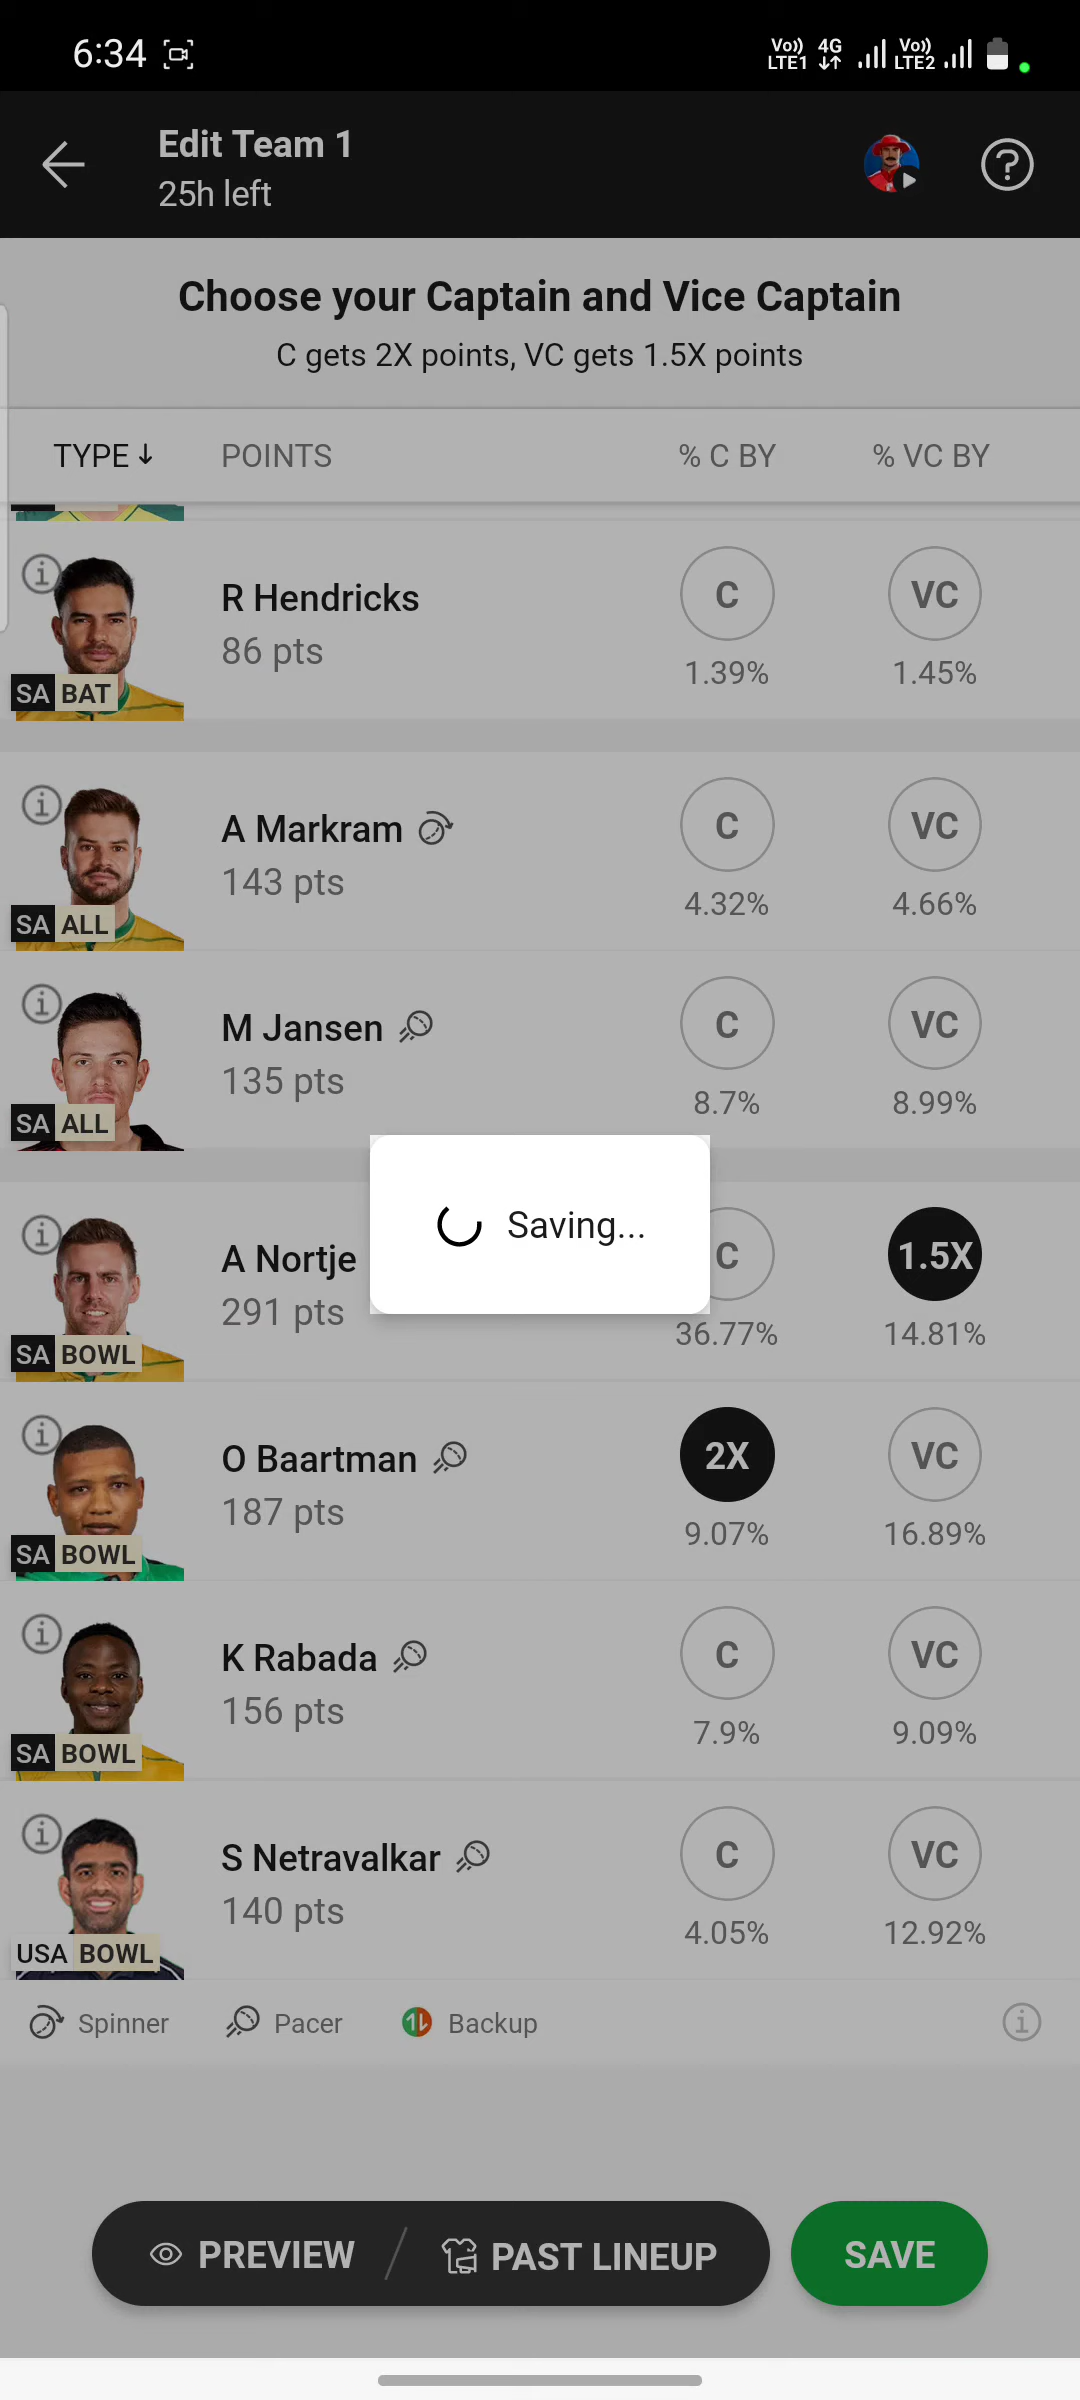 6:34
Vo)) LTE1 4G Vo)) LTE2
Edit Team 1
25h left
Choose your Captain and Vice Captain
C gets 2X points, VC gets 1.5X points
TYPE ↓ POINTS % C BY % VC BY
R Hendricks C VC
86 pts 1.39% 1.45%
SA BAT
A Markram C VC
143 pts 4.32% 4.66%
SA ALL
M Jansen C VC
135 pts 8.7% 8.99%
SA ALL
Saving...
A Nortje C 1.5X
291 pts 36.77% 14.81%
SA BOWL
O Baartman 2X VC
187 pts 9.07% 16.89%
SA BOWL
K Rabada C VC
156 pts 7.9% 9.09%
SA BOWL
S Netravalkar C VC
140 pts 4.05% 12.92%
USA BOWL
Spinner Pacer Backup
PREVIEW / PAST LINEUP SAVE